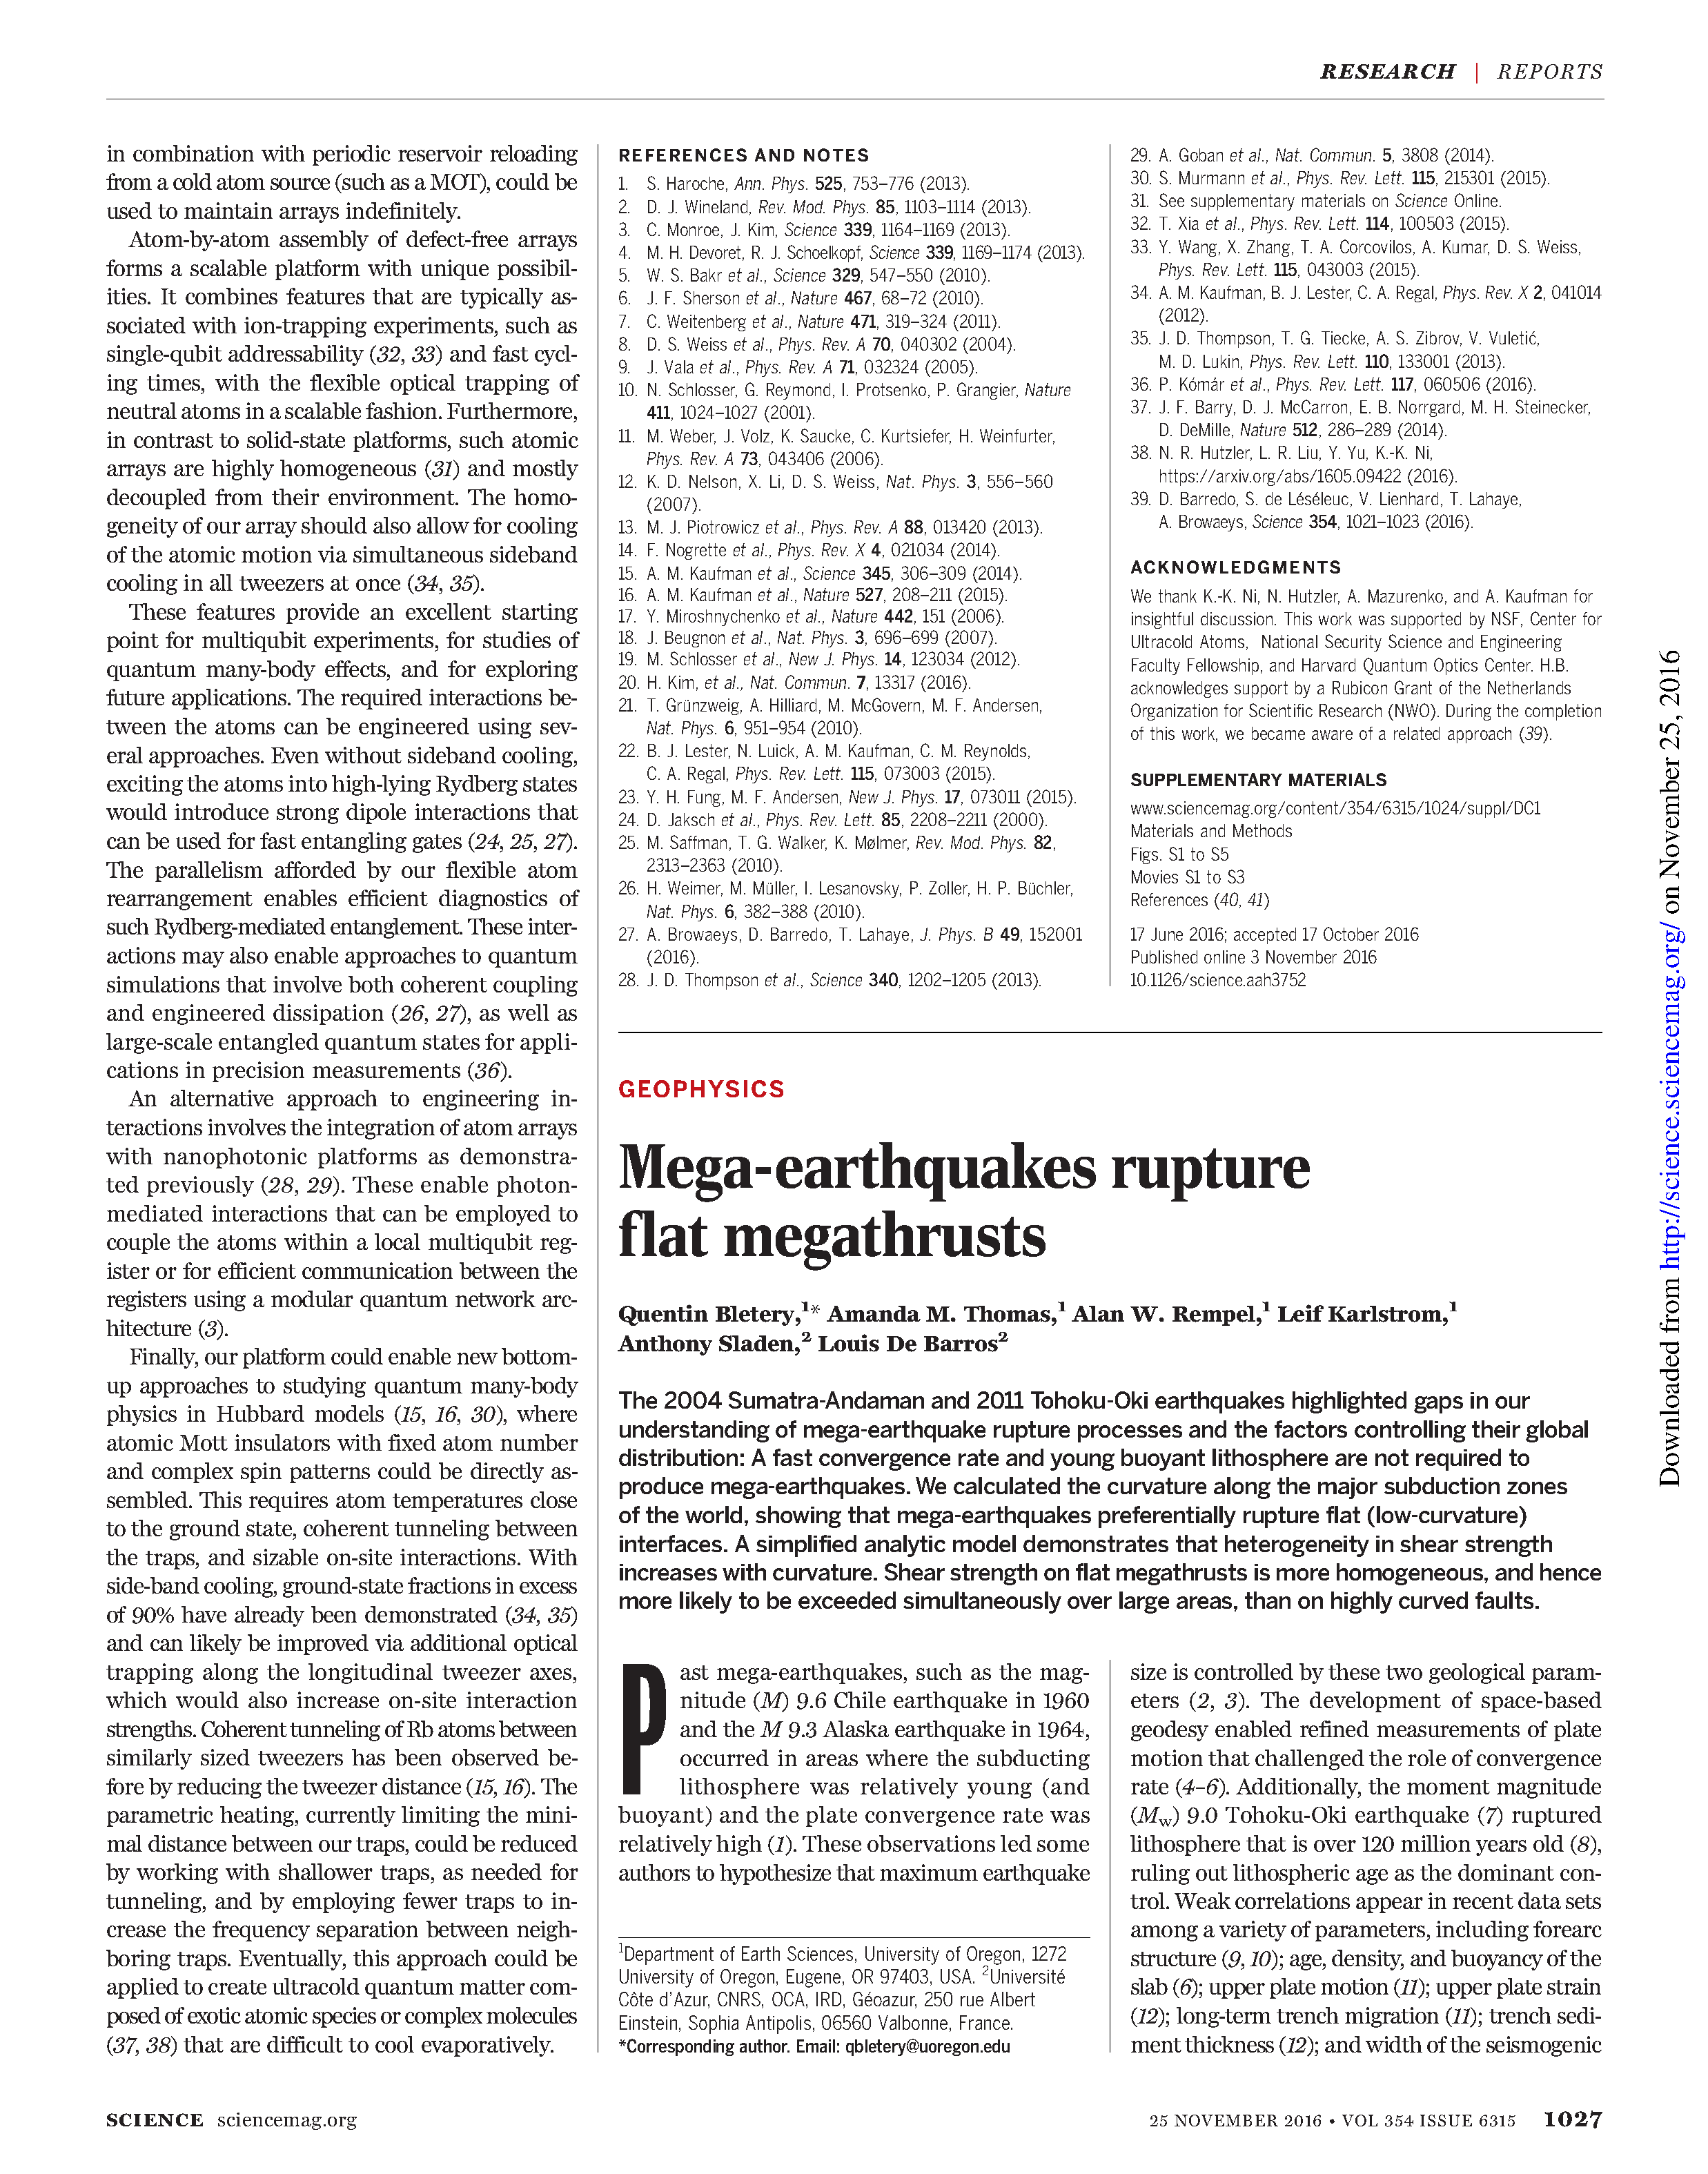 RESEARCH | REPORTS
in combination with periodic reservoir reloading
from a cold atom source (such as a MOT), could be
used to maintain arrays indefinitely.
Atom-by-atom assembly of defect-free arrays
forms a scalable platform with unique possibil-
ities. It combines features that are typically as-
sociated with ion-trapping experiments, such as
single-qubit addressability (32, 33) and fast cycl-
ing times, with the flexible optical trapping of
neutral atoms in a scalable fashion. Furthermore,
in contrast to solid-state platforms, such atomic
arrays are highly homogeneous (31) and mostly
decoupled from their environment. The homo-
geneity of our array should also allow for cooling
of the atomic motion via simultaneous sideband
cooling in all tweezers at once (34, 35).
These features provide an excellent starting
point for multiqubit experiments, for studies of
quantum many-body effects, and for exploring
future applications. The required interactions be-
tween the atoms can be engineered using sev-
eral approaches. Even without sideband cooling,
exciting the atoms into high-lying Rydberg states
would introduce strong dipole interactions that
can be used for fast entangling gates (24, 25, 27).
The parallelism afforded by our flexible atom
rearrangement enables efficient diagnostics of
such Rydberg-mediated entanglement. These inter-
actions may also enable approaches to quantum
simulations that involve both coherent coupling
and engineered dissipation (26, 27), as well as
large-scale entangled quantum states for appli-
cations in precision measurements (36).
An alternative approach to engineering in-
teractions involves the integration of atom arrays
with nanophotonic platforms as demonstra-
ted previously (28, 29). These enable photon-
mediated interactions that can be employed to
couple the atoms within a local multiqubit reg-
ister or for efficient communication between the
registers using a modular quantum network arc-
hitecture (3).
Finally, our platform could enable new bottom-
up approaches to studying quantum many-body
physics in Hubbard models (15, 16, 30), where
atomic Mott insulators with fixed atom number
and complex spin patterns could be directly as-
sembled. This requires atom temperatures close
to the ground state, coherent tunneling between
the traps, and sizable on-site interactions. With
side-band cooling, ground-state fractions in excess
of 90% have already been demonstrated (34, 35)
and can likely be improved via additional optical
trapping along the longitudinal tweezer axes,
which would also increase on-site interaction
strengths. Coherent tunneling of Rb atoms between
similarly sized tweezers has been observed be-
fore by reducing the tweezer distance (15, 16). The
parametric heating, currently limiting the mini-
mal distance between our traps, could be reduced
by working with shallower traps, as needed for
tunneling, and by employing fewer traps to in-
crease the frequency separation between neigh-
boring traps. Eventually, this approach could be
applied to create ultracold quantum matter com-
posed of exotic atomic species or complex molecules
(37, 38) that are difficult to cool evaporatively.
REFERENCES AND NOTES
1. S. Haroche, Ann. Phys. 525, 753–776 (2013).
2. D. J. Wineland, Rev. Mod. Phys. 85, 1103–1114 (2013).
3. C. Monroe, J. Kim, Science 339, 1164–1169 (2013).
4. M. H. Devoret, R. J. Schoelkopf, Science 339, 1169–1174 (2013).
5. W. S. Bakr et al., Science 329, 547–550 (2010).
6. J. F. Sherson et al., Nature 467, 68–72 (2010).
7. C. Weitenberg et al., Nature 471, 319–324 (2011).
8. D. S. Weiss et al., Phys. Rev. A 70, 040302 (2004).
9. J. Vala et al., Phys. Rev. A 71, 032324 (2005).
10. N. Schlosser, G. Reymond, I. Protsenko, P. Grangier, Nature
411, 1024–1027 (2001).
11. M. Weber, J. Volz, K. Saucke, C. Kurtsiefer, H. Weinfurter,
Phys. Rev. A 73, 043406 (2006).
12. K. D. Nelson, X. Li, D. S. Weiss, Nat. Phys. 3, 556–560
(2007).
13. M. J. Piotrowicz et al., Phys. Rev. A 88, 013420 (2013).
14. F. Nogrette et al., Phys. Rev. X 4, 021034 (2014).
15. A. M. Kaufman et al., Science 345, 306–309 (2014).
16. A. M. Kaufman et al., Nature 527, 208–211 (2015).
17. Y. Miroshnychenko et al., Nature 442, 151 (2006).
18. J. Beugnon et al., Nat. Phys. 3, 696–699 (2007).
19. M. Schlosser et al., New J. Phys. 14, 123034 (2012).
20. H. Kim, et al., Nat. Commun. 7, 13317 (2016).
21. T. Grünzweig, A. Hilliard, M. McGovern, M. F. Andersen,
Nat. Phys. 6, 951–954 (2010).
22. B. J. Lester, N. Luick, A. M. Kaufman, C. M. Reynolds,
C. A. Regal, Phys. Rev. Lett. 115, 073003 (2015).
23. Y. H. Fung, M. F. Andersen, New J. Phys. 17, 073011 (2015).
24. D. Jaksch et al., Phys. Rev. Lett. 85, 2208–2211 (2000).
25. M. Saffman, T. G. Walker, K. Mølmer, Rev. Mod. Phys. 82,
2313–2363 (2010).
26. H. Weimer, M. Müller, I. Lesanovsky, P. Zoller, H. P. Büchler,
Nat. Phys. 6, 382–388 (2010).
27. A. Browaeys, D. Barredo, T. Lahaye, J. Phys. B 49, 152001
(2016).
28. J. D. Thompson et al., Science 340, 1202–1205 (2013).
29. A. Goban et al., Nat. Commun. 5, 3808 (2014).
30. S. Murmann et al., Phys. Rev. Lett. 115, 215301 (2015).
31. See supplementary materials on Science Online.
32. T. Xia et al., Phys. Rev. Lett. 114, 100503 (2015).
33. Y. Wang, X. Zhang, T. A. Corcovilos, A. Kumar, D. S. Weiss,
Phys. Rev. Lett. 115, 043003 (2015).
34. A. M. Kaufman, B. J. Lester, C. A. Regal, Phys. Rev. X 2, 041014
(2012).
35. J. D. Thompson, T. G. Tiecke, A. S. Zibrov, V. Vuletić,
M. D. Lukin, Phys. Rev. Lett. 110, 133001 (2013).
36. P. Kómár et al., Phys. Rev. Lett. 117, 060506 (2016).
37. J. F. Barry, D. J. McCarron, E. B. Norrgard, M. H. Steinecker,
D. DeMille, Nature 512, 286–289 (2014).
38. N. R. Hutzler, L. R. Liu, Y. Yu, K.-K. Ni,
https://arxiv.org/abs/1605.09422 (2016).
39. D. Barredo, S. de Léséleuc, V. Lienhard, T. Lahaye,
A. Browaeys, Science 354, 1021–1023 (2016).
ACKNOWLEDGMENTS
We thank K.-K. Ni, N. Hutzler, A. Mazurenko, and A. Kaufman for
insightful discussion. This work was supported by NSF, Center for
Ultracold Atoms, National Security Science and Engineering
Faculty Fellowship, and Harvard Quantum Optics Center. H.B.
acknowledges support by a Rubicon Grant of the Netherlands
Organization for Scientific Research (NWO). During the completion
of this work, we became aware of a related approach (39).
SUPPLEMENTARY MATERIALS
www.sciencemag.org/content/354/6315/1024/suppl/DC1
Materials and Methods
Figs. S1 to S5
Movies S1 to S3
References (40, 41)
17 June 2016; accepted 17 October 2016
Published online 3 November 2016
10.1126/science.aah3752
GEOPHYSICS
Mega-earthquakes rupture
flat megathrusts
Quentin Bletery,1* Amanda M. Thomas,1 Alan W. Rempel,1 Leif Karlstrom,1
Anthony Sladen,2 Louis De Barros2
The 2004 Sumatra-Andaman and 2011 Tohoku-Oki earthquakes highlighted gaps in our
understanding of mega-earthquake rupture processes and the factors controlling their global
distribution: A fast convergence rate and young buoyant lithosphere are not required to
produce mega-earthquakes. We calculated the curvature along the major subduction zones
of the world, showing that mega-earthquakes preferentially rupture flat (low-curvature)
interfaces. A simplified analytic model demonstrates that heterogeneity in shear strength
increases with curvature. Shear strength on flat megathrusts is more homogeneous, and hence
more likely to be exceeded simultaneously over large areas, than on highly curved faults.
Past mega-earthquakes, such as the mag-
nitude (M) 9.6 Chile earthquake in 1960
and the M 9.3 Alaska earthquake in 1964,
occurred in areas where the subducting
lithosphere was relatively young (and
buoyant) and the plate convergence rate was
relatively high (1). These observations led some
authors to hypothesize that maximum earthquake
size is controlled by these two geological param-
eters (2, 3). The development of space-based
geodesy enabled refined measurements of plate
motion that challenged the role of convergence
rate (4–6). Additionally, the moment magnitude
(Mw) 9.0 Tohoku-Oki earthquake (7) ruptured
lithosphere that is over 120 million years old (8),
ruling out lithospheric age as the dominant con-
trol. Weak correlations appear in recent data sets
among a variety of parameters, including forearc
structure (9, 10); age, density, and buoyancy of the
slab (6); upper plate motion (11); upper plate strain
(12); long-term trench migration (11); trench sedi-
ment thickness (12); and width of the seismogenic
1Department of Earth Sciences, University of Oregon, 1272
University of Oregon, Eugene, OR 97403, USA. 2Université
Côte d'Azur, CNRS, OCA, IRD, Géoazur, 250 rue Albert
Einstein, Sophia Antipolis, 06560 Valbonne, France.
*Corresponding author. Email: qbletery@uoregon.edu
SCIENCE sciencemag.org
25 NOVEMBER 2016 • VOL 354 ISSUE 6315 1027
Downloaded from http://science.sciencemag.org/ on November 25, 2016